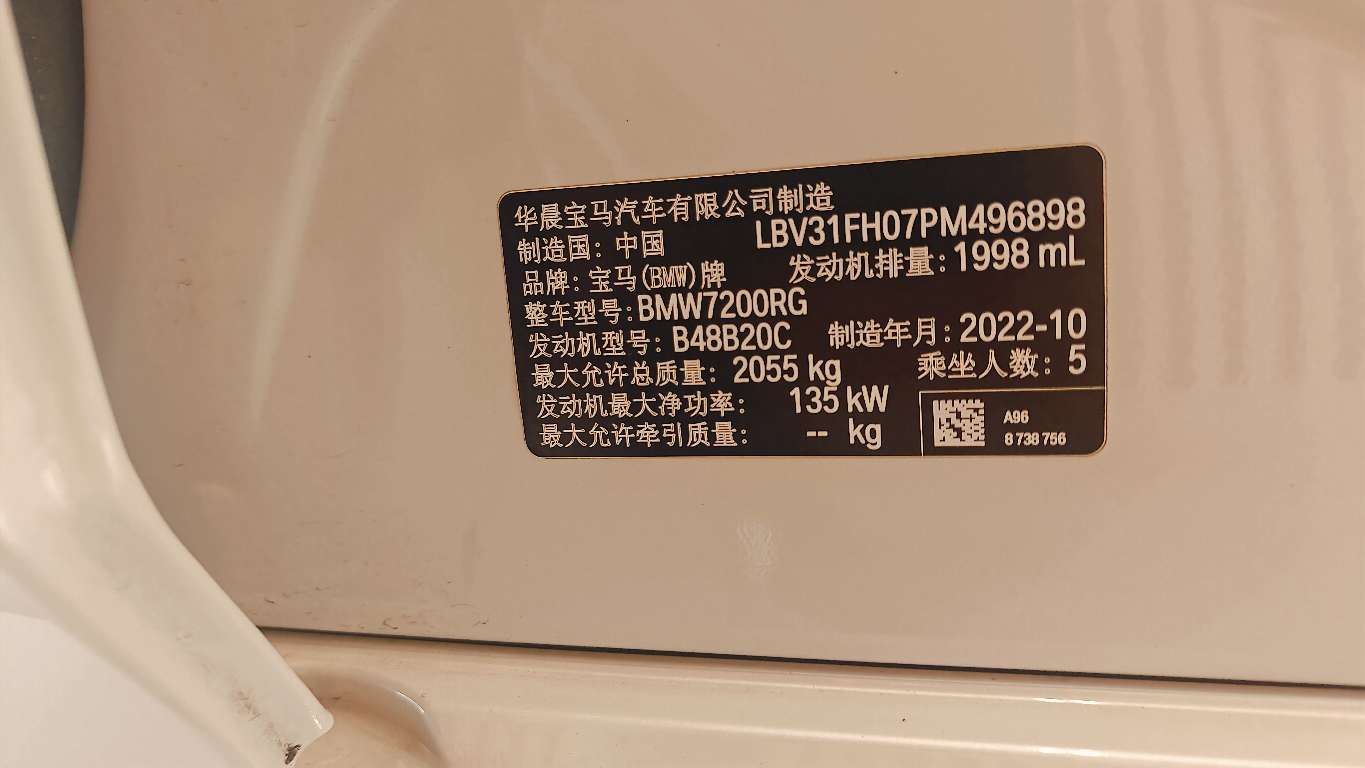 华晨宝马汽车有限公司制造
制造国：中国 LBV31FH07PM496898
品牌：宝马(BMW)牌 发动机排量：1998 mL
整车型号：BMW7200RG
发动机型号：B48B20C 制造年月：2022-10
最大允许总质量：2055 kg 乘坐人数：5
发动机最大净功率：135 kW
最大允许牵引质量：-- kg
A96
8 738 756